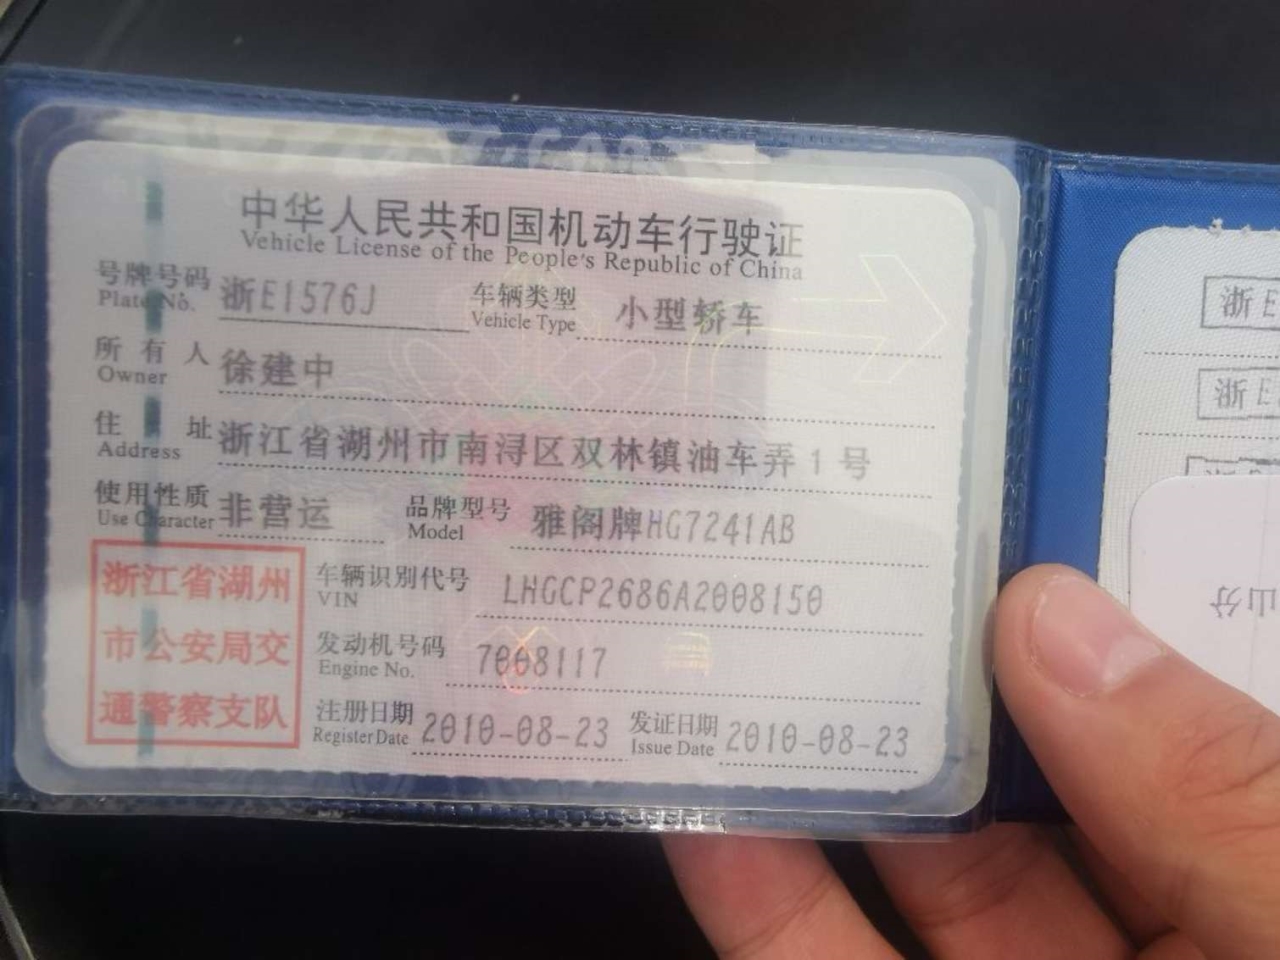 中华人民共和国机动车行驶证
Vehicle License of the People's Republic of China
号牌号码 浙E1576J 车辆类型 小型轿车
Plate No. Vehicle Type
所有人 徐建中
Owner
住址 浙江省湖州市南浔区双林镇油车弄1号
Address
使用性质 非营运 品牌型号 雅阁牌HG7241AB
Use Character Model
浙江省湖州
市公安局交
通警察支队
车辆识别代号 LHGCP2686A2008150
VIN
发动机号码 7008117
Engine No.
注册日期 2010-08-23 发证日期 2010-08-23
Register Date Issue Date
浙E
浙E